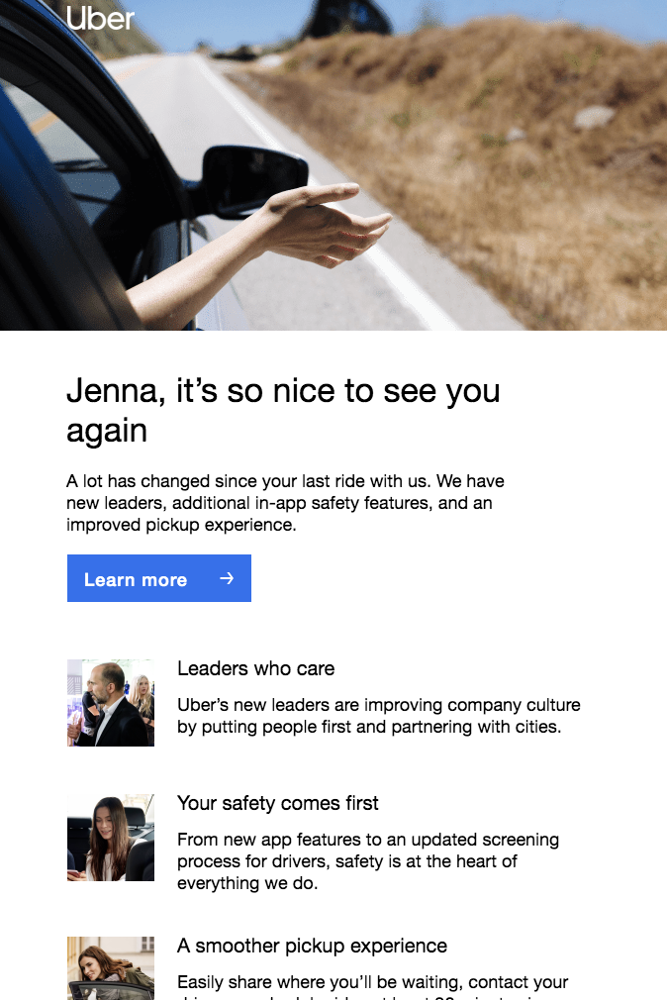 Uber
Jenna, it’s so nice to see you
again
A lot has changed since your last ride with us. We have
new leaders, additional in-app safety features, and an
improved pickup experience.
Learn more →
Leaders who care
Uber’s new leaders are improving company culture
by putting people first and partnering with cities.
Your safety comes first
From new app features to an updated screening
process for drivers, safety is at the heart of
everything we do.
A smoother pickup experience
Easily share where you’ll be waiting, contact your